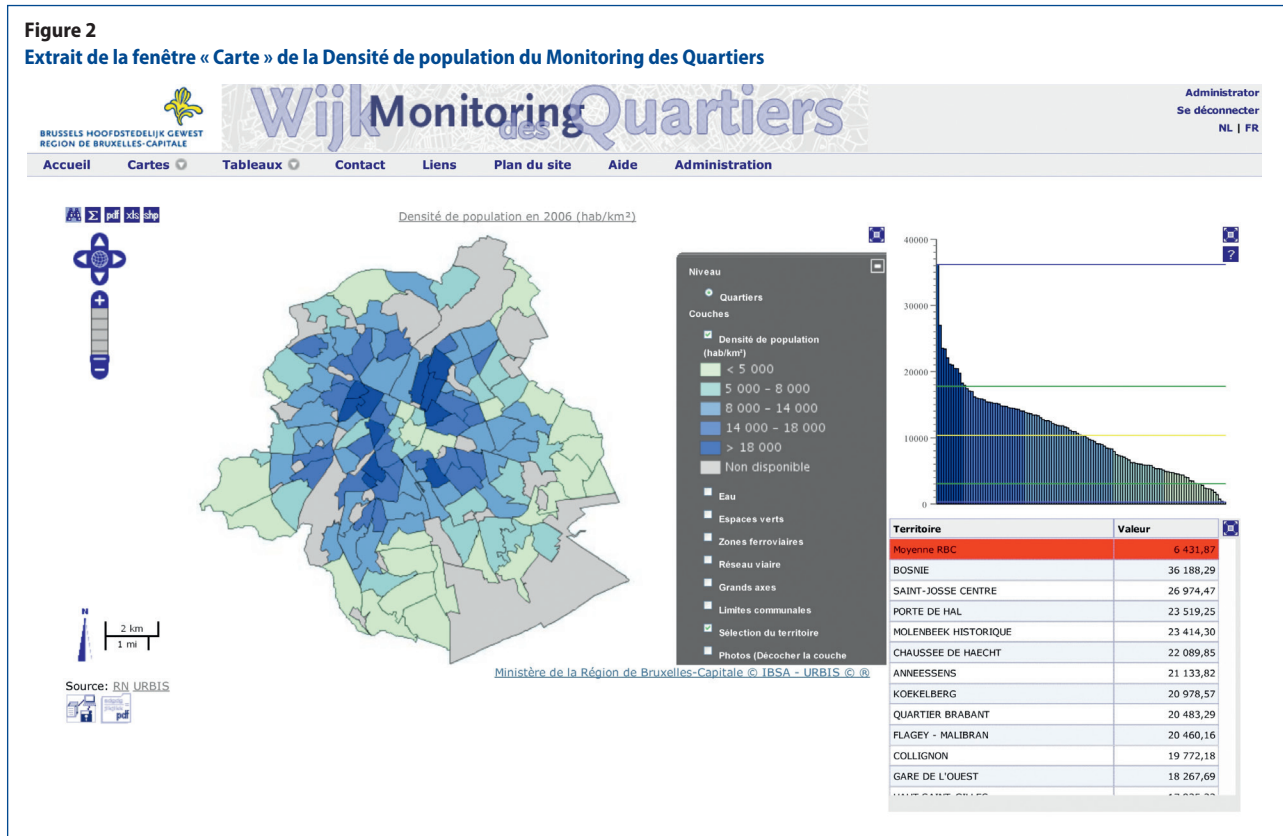 Figure 2
Extrait de la fenêtre « Carte » de la Densité de population du Monitoring des Quartiers
BRUSSELS HOOFDSTEDELIJK GEWEST
REGION DE BRUXELLES-CAPITALE
Wijk Monitoring des Quartiers
Administrator
Se déconnecter
NL | FR
Accueil Cartes Tableaux Contact Liens Plan du site Aide Administration
Σ pdf xls shp
Densité de population en 2006 (hab/km²)
Niveau
Quartiers
Couches
Densité de population
(hab/km²)
< 5 000
5 000 – 8 000
8 000 – 14 000
14 000 – 18 000
> 18 000
Non disponible
Eau
Espaces verts
Zones ferroviaires
Réseau viaire
Grands axes
Limites communales
Sélection du territoire
Photos (Décocher la couche
N
2 km
1 mi
Ministère de la Région de Bruxelles-Capitale © IBSA - URBIS © ®
Source: RN URBIS
pdf
?
40000
30000
20000
10000
0
Territoire Valeur
Moyenne RBC 6 431,87
BOSNIE 36 188,29
SAINT-JOSSE CENTRE 26 974,47
PORTE DE HAL 23 519,25
MOLENBEEK HISTORIQUE 23 414,30
CHAUSSEE DE HAECHT 22 089,85
ANNEESSENS 21 133,82
KOEKELBERG 20 978,57
QUARTIER BRABANT 20 483,29
FLAGEY - MALIBRAN 20 460,16
COLLIGNON 19 772,18
GARE DE L'OUEST 18 267,69